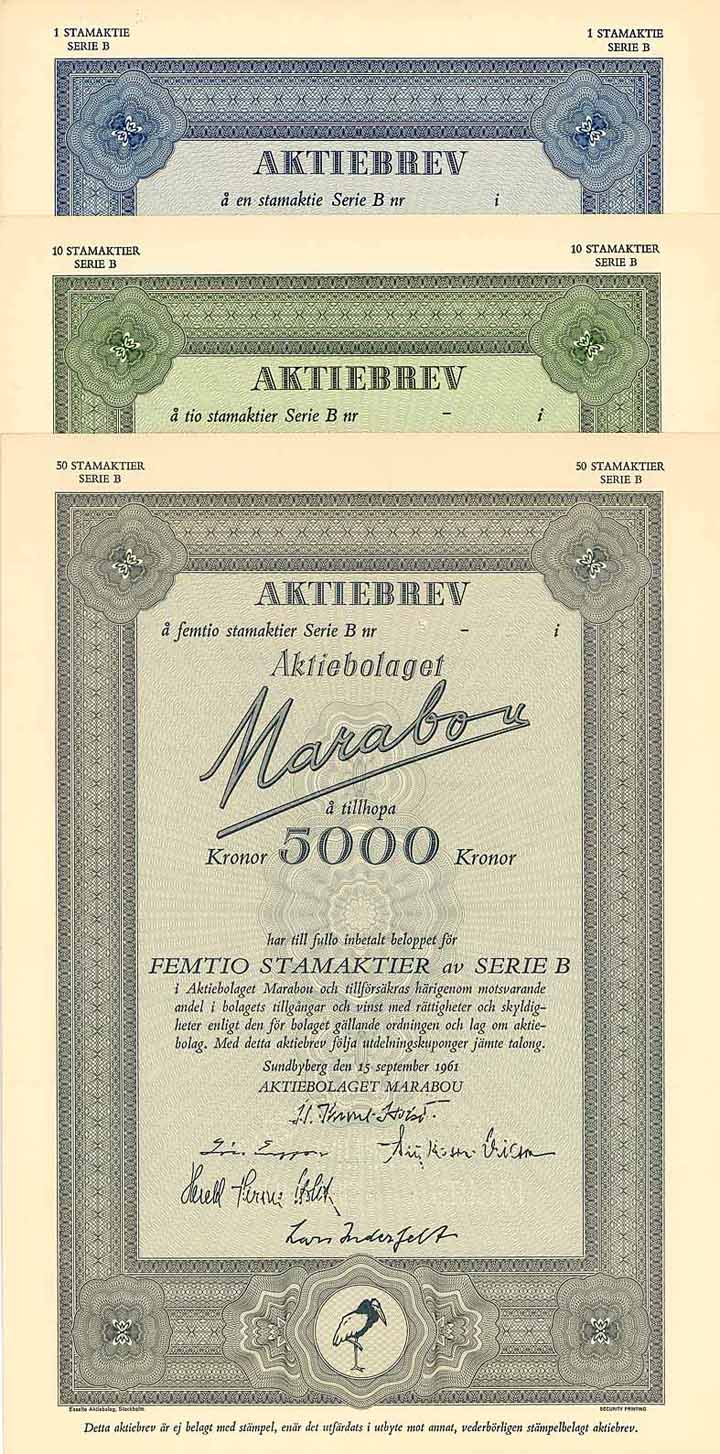 1 STAMAKTIE 1 STAMAKTIE
SERIE B SERIE B
AKTIEBREV
å en stamaktie Serie B nr i
10 STAMAKTIER 10 STAMAKTIER
SERIE B SERIE B
AKTIEBREV
å tio stamaktier Serie B nr - i
50 STAMAKTIER 50 STAMAKTIER
SERIE B SERIE B
AKTIEBREV
å femtio stamaktier Serie B nr - i
Aktiebolaget
Marabou
å tillhopa
Kronor 5000 Kronor
har till fullo inbetalt beloppet för
FEMTIO STAMAKTIER av SERIE B
i Aktiebolaget Marabou och tillförsäkras härigenom motsvarande
andel i bolagets tillgångar och vinst med rättigheter och skyldig-
heter enligt den för bolaget gällande ordningen och lag om aktie-
bolag. Med detta aktiebrev följa utdelningskuponger jämte talong.
Sundbyberg den 15 september 1961
AKTIEBOLAGET MARABOU
Esselte Aktiebolag, Stockholm SECURITY PRINTING
Detta aktiebrev är ej belagt med stämpel, enär det utfärdats i utbyte mot annat, vederbörligen stämpelbelagt aktiebrev.